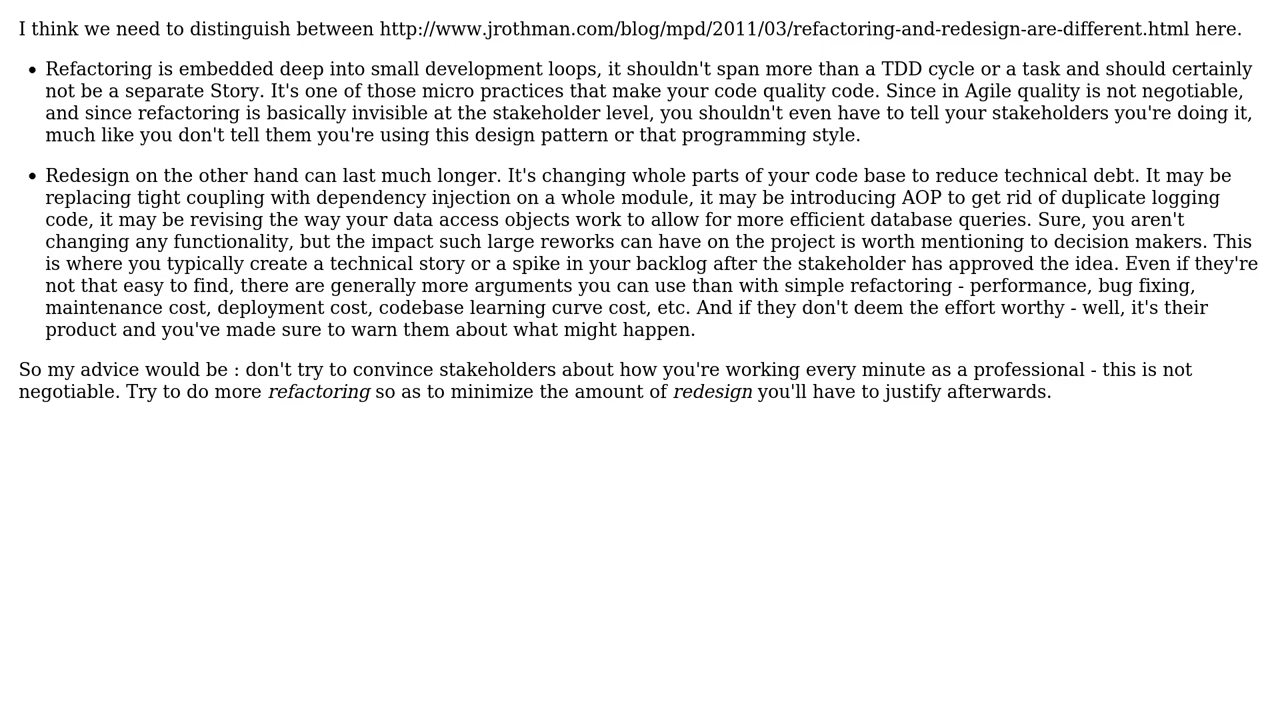 I think we need to distinguish between http://www.jrothman.com/blog/mpd/2011/03/refactoring-and-redesign-are-different.html here.
• Refactoring is embedded deep into small development loops, it shouldn't span more than a TDD cycle or a task and should certainly
not be a separate Story. It's one of those micro practices that make your code quality code. Since in Agile quality is not negotiable,
and since refactoring is basically invisible at the stakeholder level, you shouldn't even have to tell your stakeholders you're doing it,
much like you don't tell them you're using this design pattern or that programming style.
• Redesign on the other hand can last much longer. It's changing whole parts of your code base to reduce technical debt. It may be
replacing tight coupling with dependency injection on a whole module, it may be introducing AOP to get rid of duplicate logging
code, it may be revising the way your data access objects work to allow for more efficient database queries. Sure, you aren't
changing any functionality, but the impact such large reworks can have on the project is worth mentioning to decision makers. This
is where you typically create a technical story or a spike in your backlog after the stakeholder has approved the idea. Even if they're
not that easy to find, there are generally more arguments you can use than with simple refactoring - performance, bug fixing,
maintenance cost, deployment cost, codebase learning curve cost, etc. And if they don't deem the effort worthy - well, it's their
product and you've made sure to warn them about what might happen.
So my advice would be : don't try to convince stakeholders about how you're working every minute as a professional - this is not
negotiable. Try to do more refactoring so as to minimize the amount of redesign you'll have to justify afterwards.